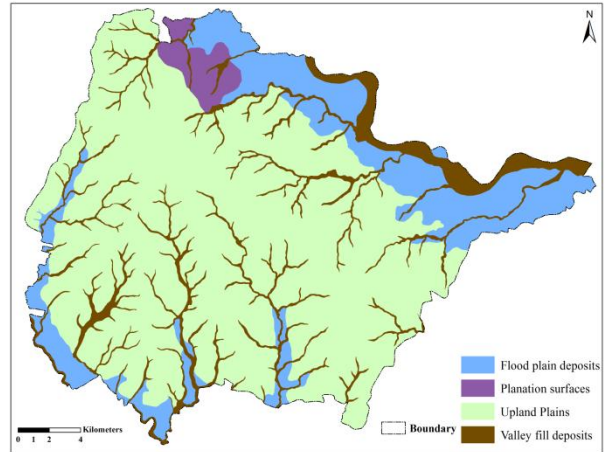 N
Flood plain deposits
Planation surfaces
Upland Plains
Valley fill deposits
Boundary
Kilometers
0 1 2 4